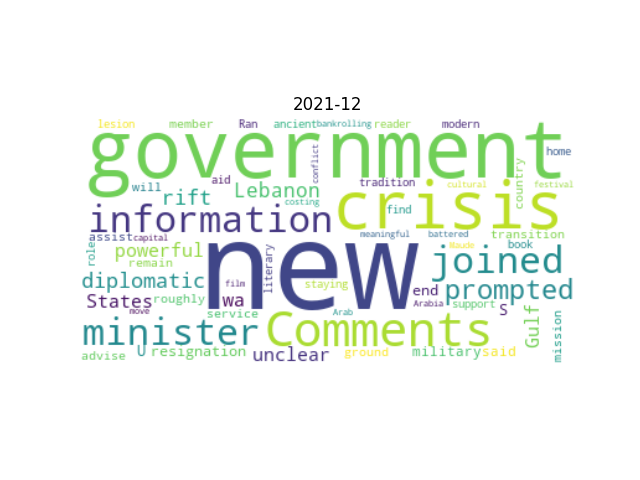 2021-12
lesion member Ran ancient bankrolling reader modern
government
conflict
home
country
aid tradition cultural festival
will rift Lebanon crisis
costing find
information
assist capital
role
powerful
remain
new
literary
meaningful battered transition
Waude book
joined
diplomatic film staying end prompted
States roughly wa Arabia support S
move service Arab
Gulf
mission
minister Comments
advise U resignation unclear ground military said